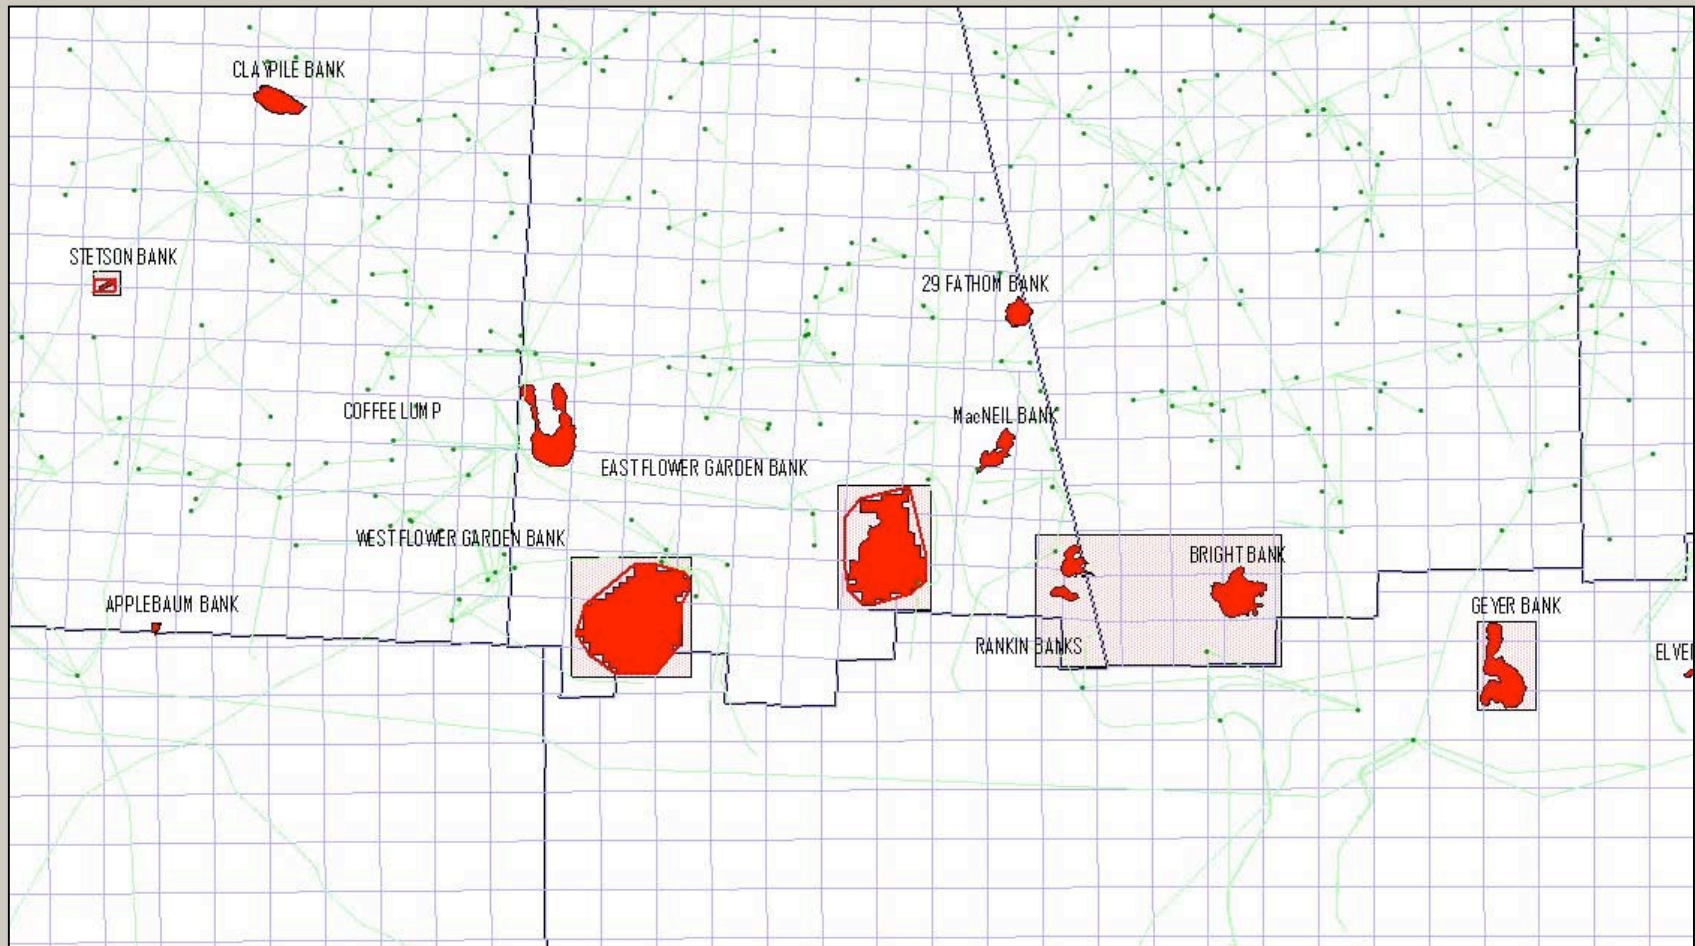 CLAYPILE BANK
STETSON BANK
29 FATHOM BANK
COFFEE LUMP
MacNEIL BANK
EAST FLOWER GARDEN BANK
WEST FLOWER GARDEN BANK
BRIGHT BANK
APPLEBAUM BANK
GEYER BANK
RANKIN BANKS